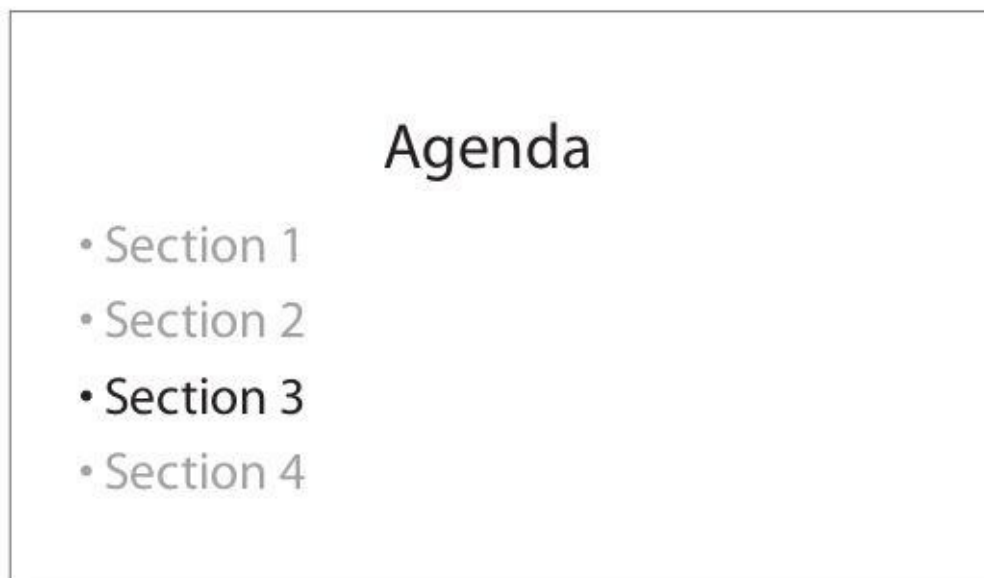 Agenda
• Section 1
• Section 2
• Section 3
• Section 4